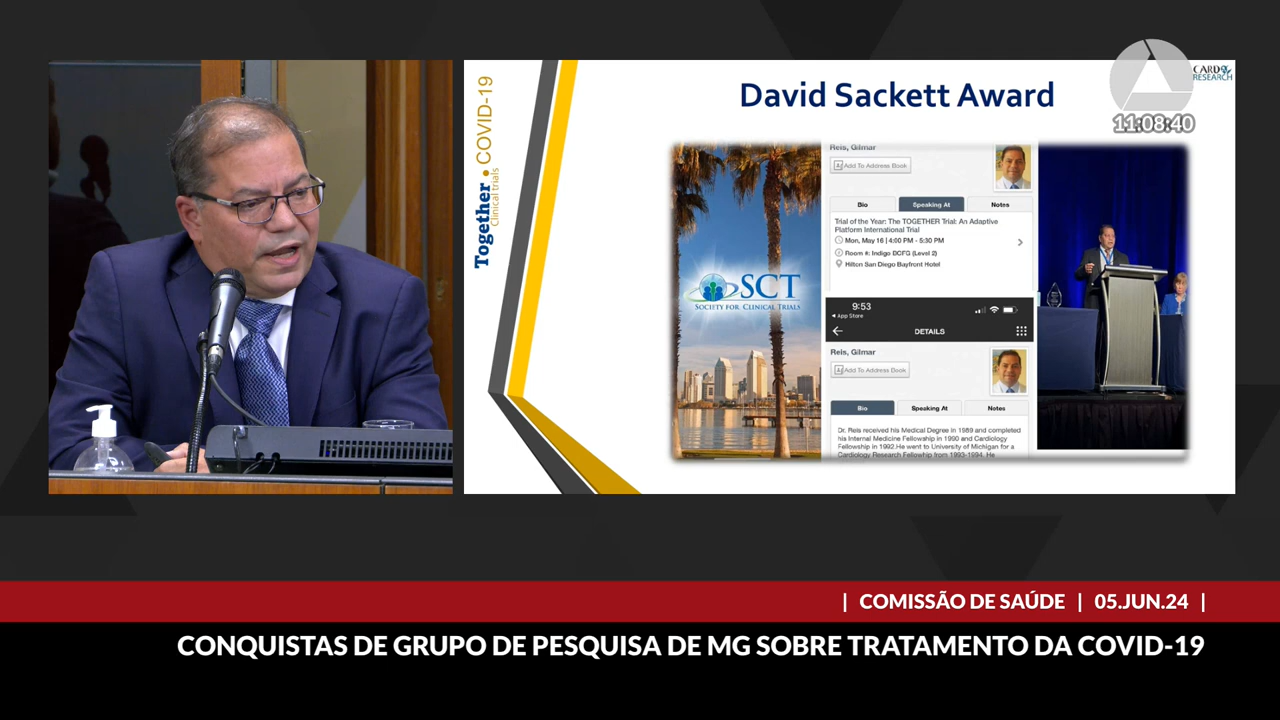 Together • COVID-19
Clinical trials
David Sackett Award
CARD
RESEARCH
11:08:40
SCT
SOCIETY FOR CLINICAL TRIALS
Reis, Gilmar
Add To Address Book
Bio
Speaking At
Notes
Trial of the Year: The TOGETHER Trial: An Adaptive
Platform International Trial
Mon, May 16 | 4:00 PM - 5:30 PM
Room #: Indigo BCFG (Level 2)
Hilton San Diego Bayfront Hotel
9:53
App Store
DETAILS
Reis, Gilmar
Add To Address Book
Bio
Speaking At
Notes
Dr. Reis received his Medical Degree in 1989 and completed
his Internal Medicine Fellowship in 1990 and Cardiology
Fellowship in 1992.He went to University of Michigan for a
Cardiology Research Fellowship from 1993-1994. He
| COMISSÃO DE SAÚDE | 05.JUN.24 |
CONQUISTAS DE GRUPO DE PESQUISA DE MG SOBRE TRATAMENTO DA COVID-19